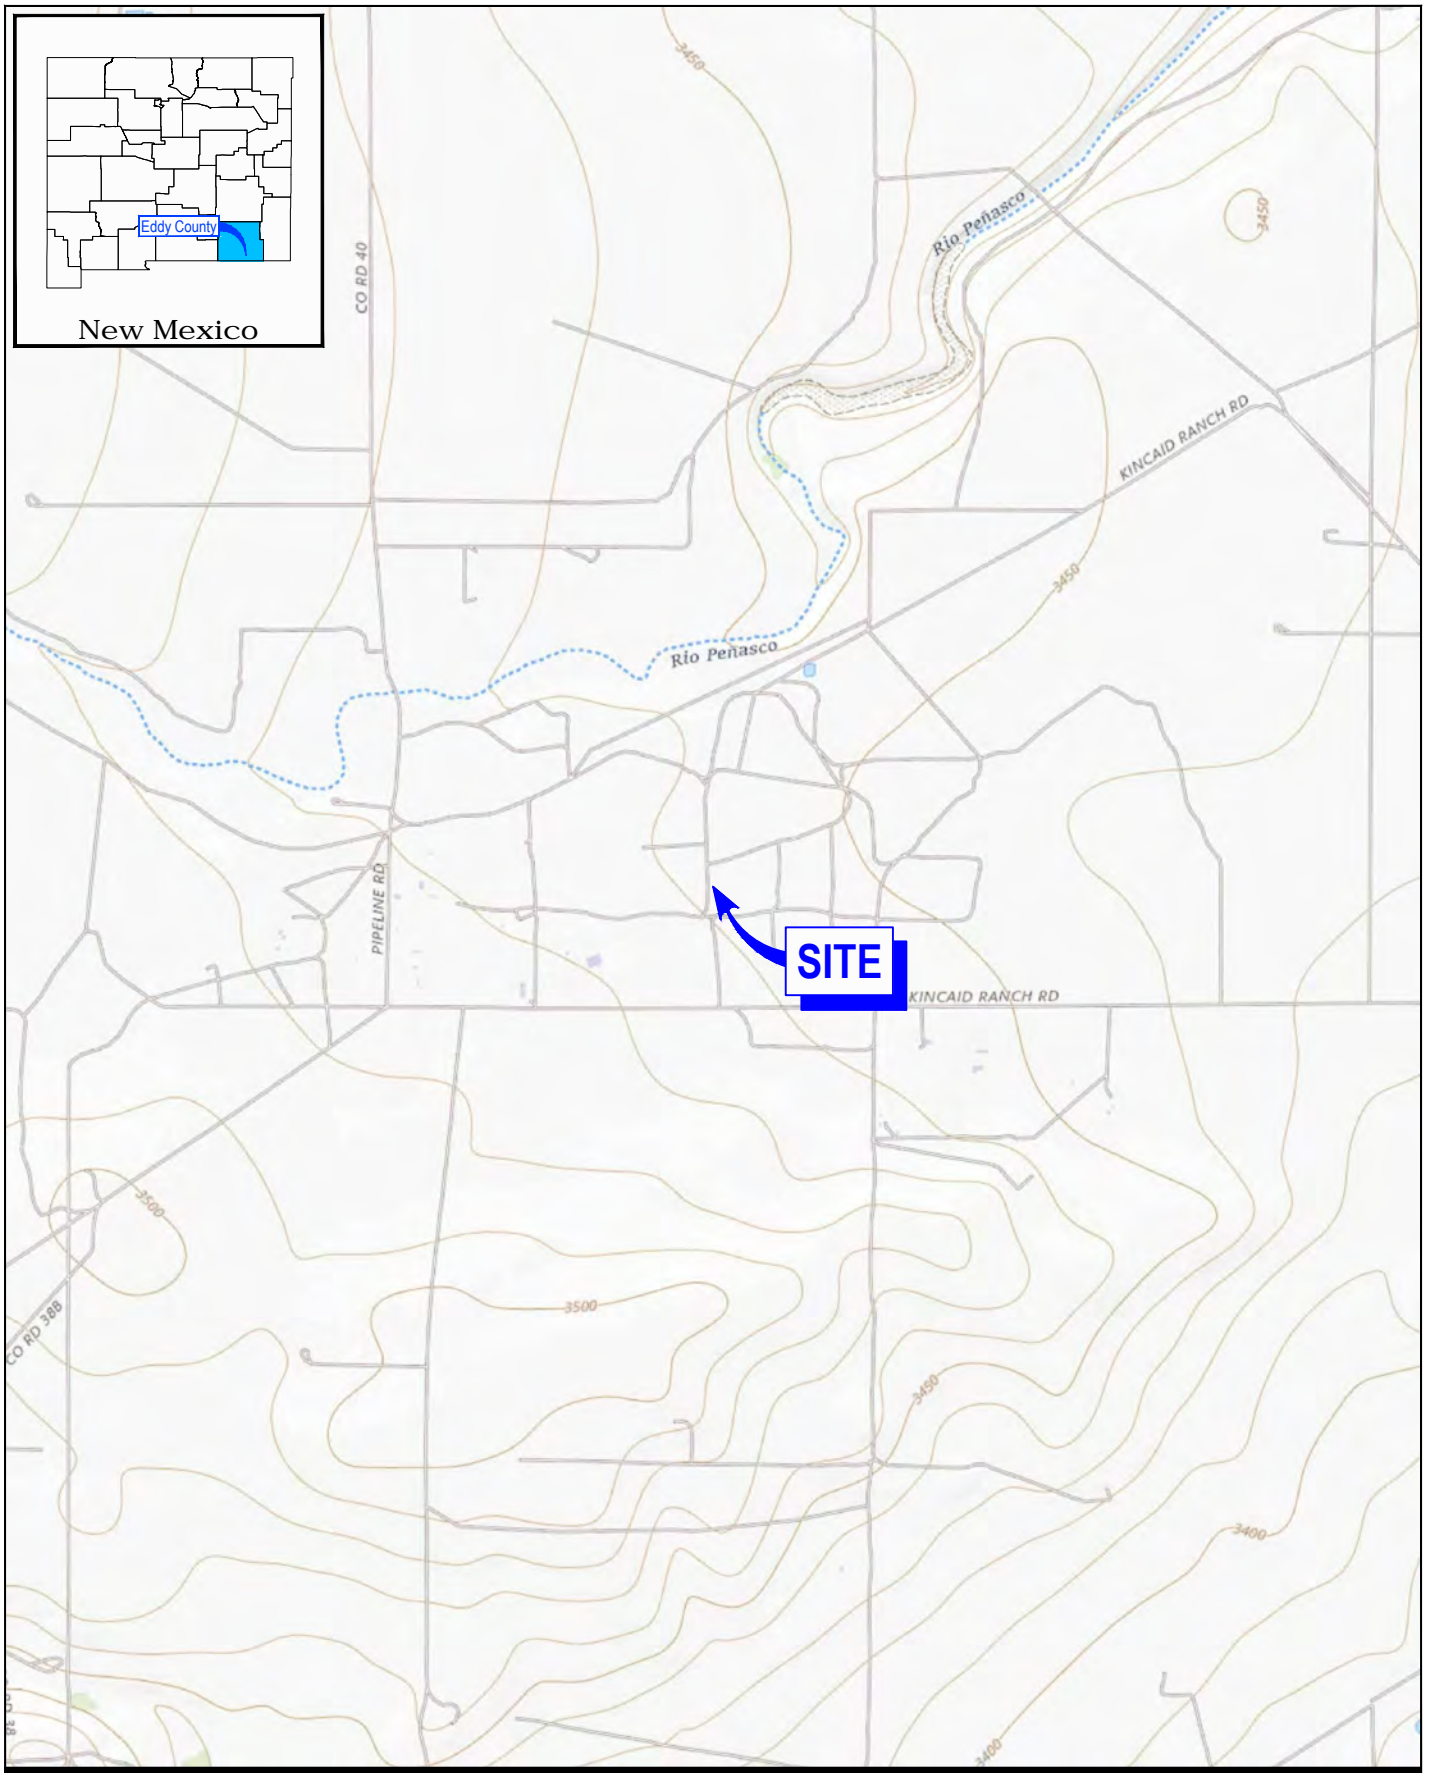 3450
Eddy County
New Mexico
CO RD 40
Rio Peñasco
3450
KINCAID RANCH RD
3450
Rio Peñasco
PIPELINE RD
SITE
KINCAID RANCH RD
3500
3500
CO RD 38B
3450
3400
3400